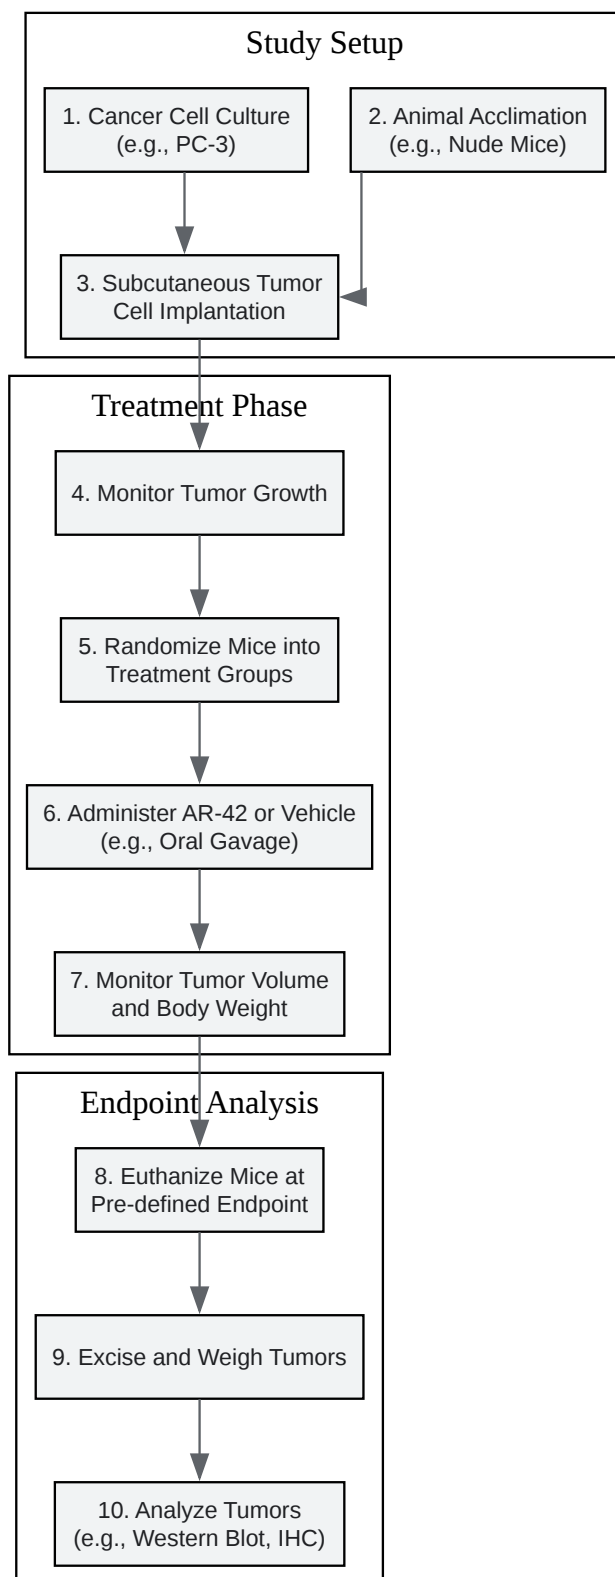 Study Setup
1. Cancer Cell Culture
(e.g., PC-3)
2. Animal Acclimation
(e.g., Nude Mice)
3. Subcutaneous Tumor
Cell Implantation
Treatment Phase
4. Monitor Tumor Growth
5. Randomize Mice into
Treatment Groups
6. Administer AR-42 or Vehicle
(e.g., Oral Gavage)
7. Monitor Tumor Volume
and Body Weight
Endpoint Analysis
8. Euthanize Mice at
Pre-defined Endpoint
9. Excise and Weigh Tumors
10. Analyze Tumors
(e.g., Western Blot, IHC)